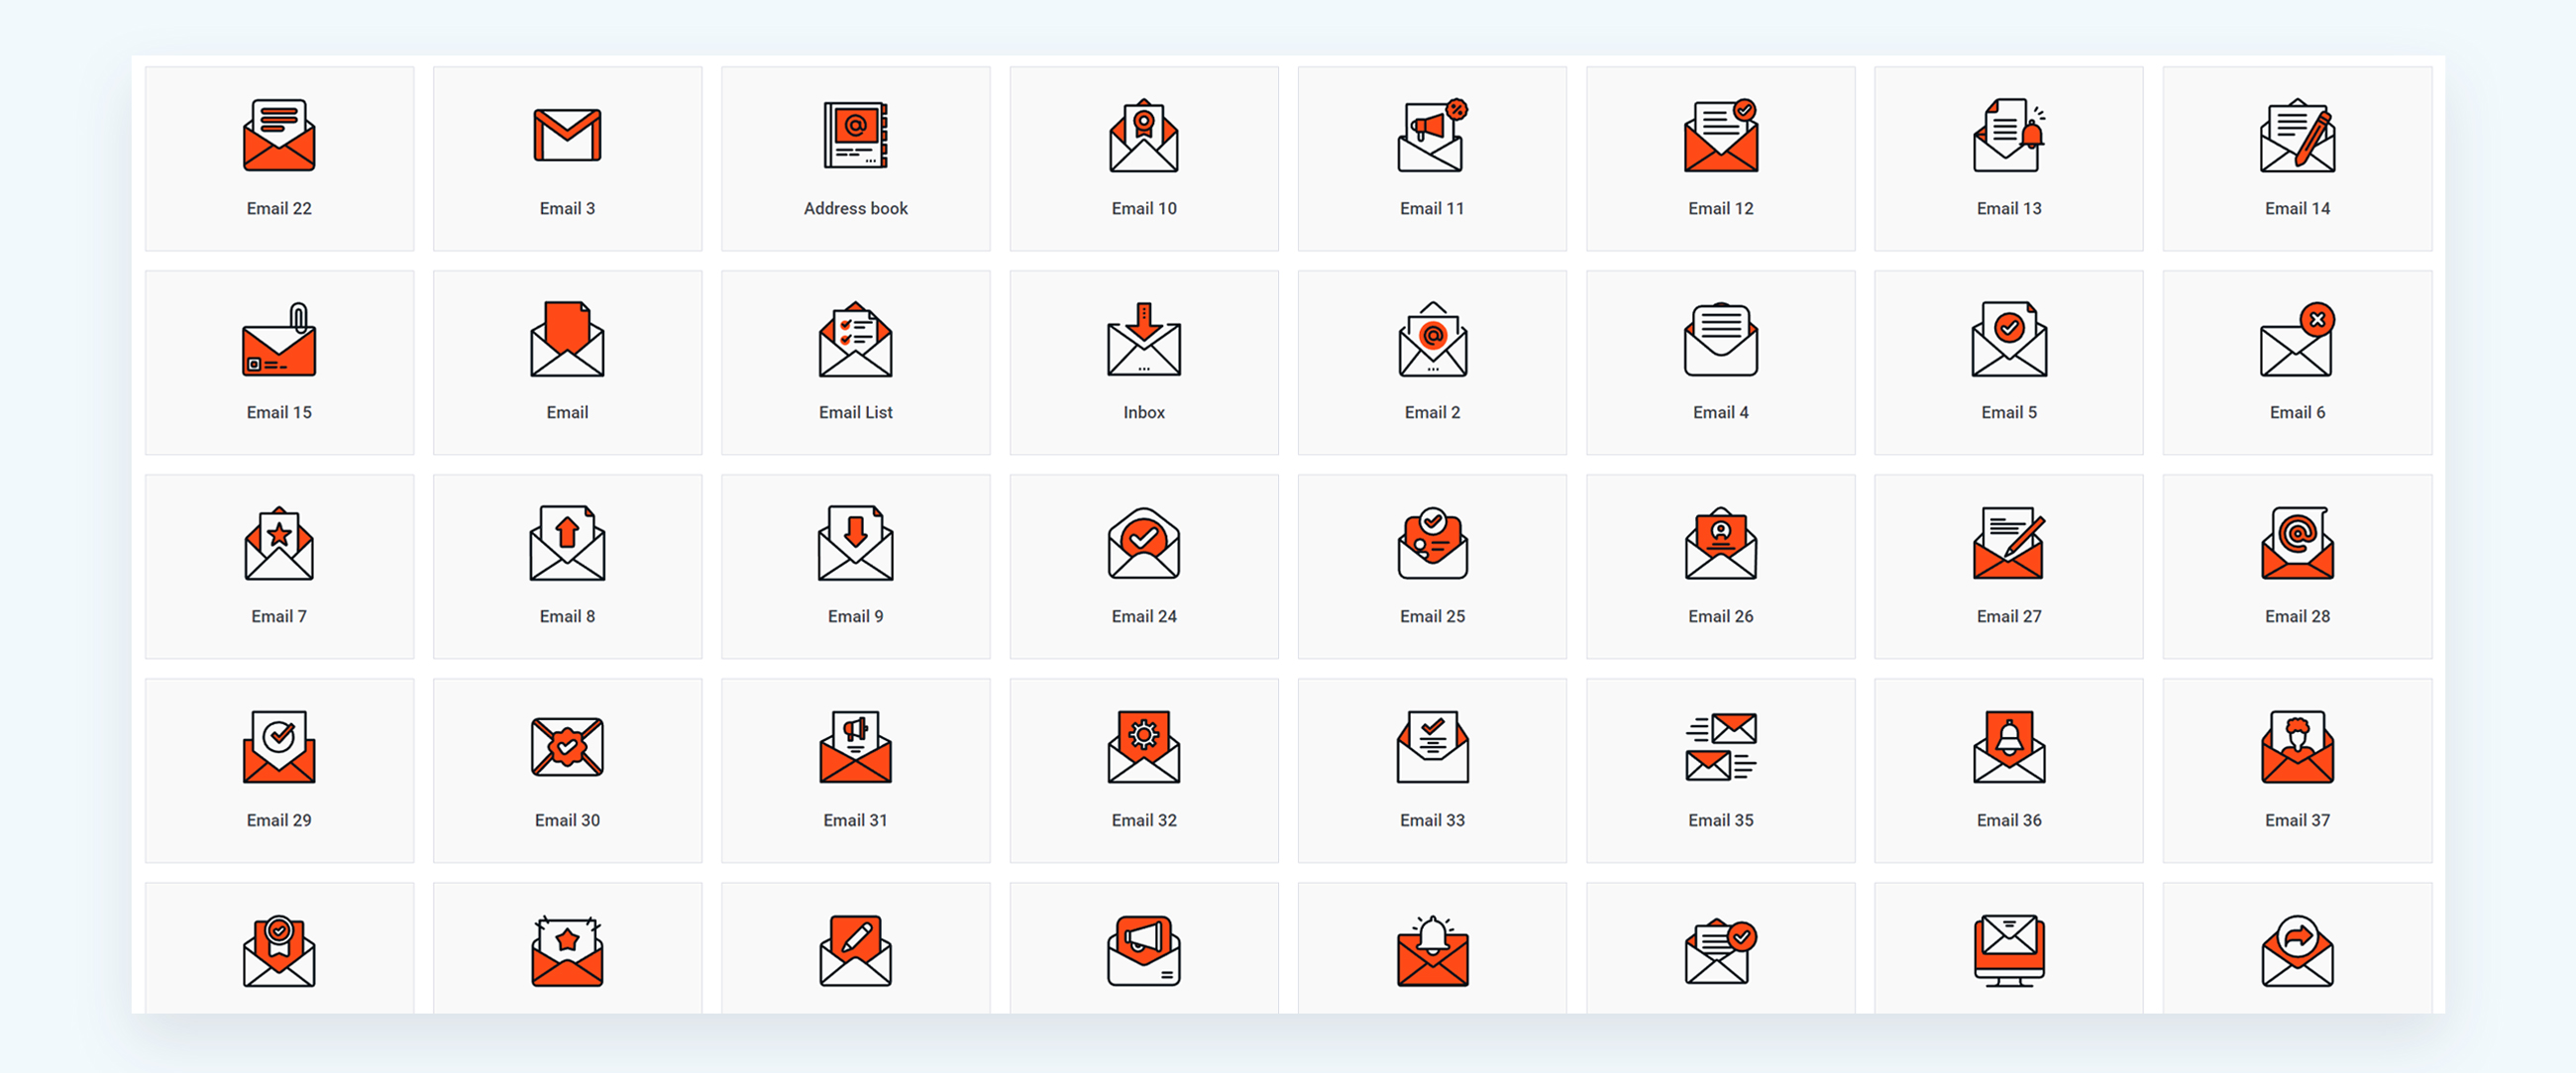 Email 22
Email 3
Address book
Email 10
Email 11
Email 12
Email 13
Email 14
Email 15
Email
Email List
Inbox
Email 2
Email 4
Email 5
Email 6
Email 7
Email 8
Email 9
Email 24
Email 25
Email 26
Email 27
Email 28
Email 29
Email 30
Email 31
Email 32
Email 33
Email 35
Email 36
Email 37